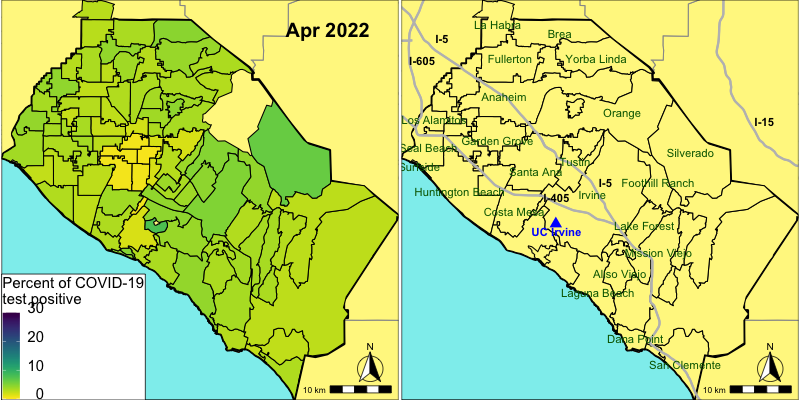 Apr 2022
Percent of COVID-19
test positive
30
20
10
0
N
10 km
La Habra
Brea
I-5
I-605
Fullerton
Yorba Linda
Anaheim
Orange
Los Alamitos
I-15
Garden Grove
Seal Beach
Silverado
Sunside
Tustin
Santa Ana
I-5
Foothill Ranch
Huntington Beach
I-405
Irvine
Costa Mesa
UC Irvine
Lake Forest
Mission Viejo
Aliso Viejo
Laguna Beach
Dana Point
San Clemente
N
10 km